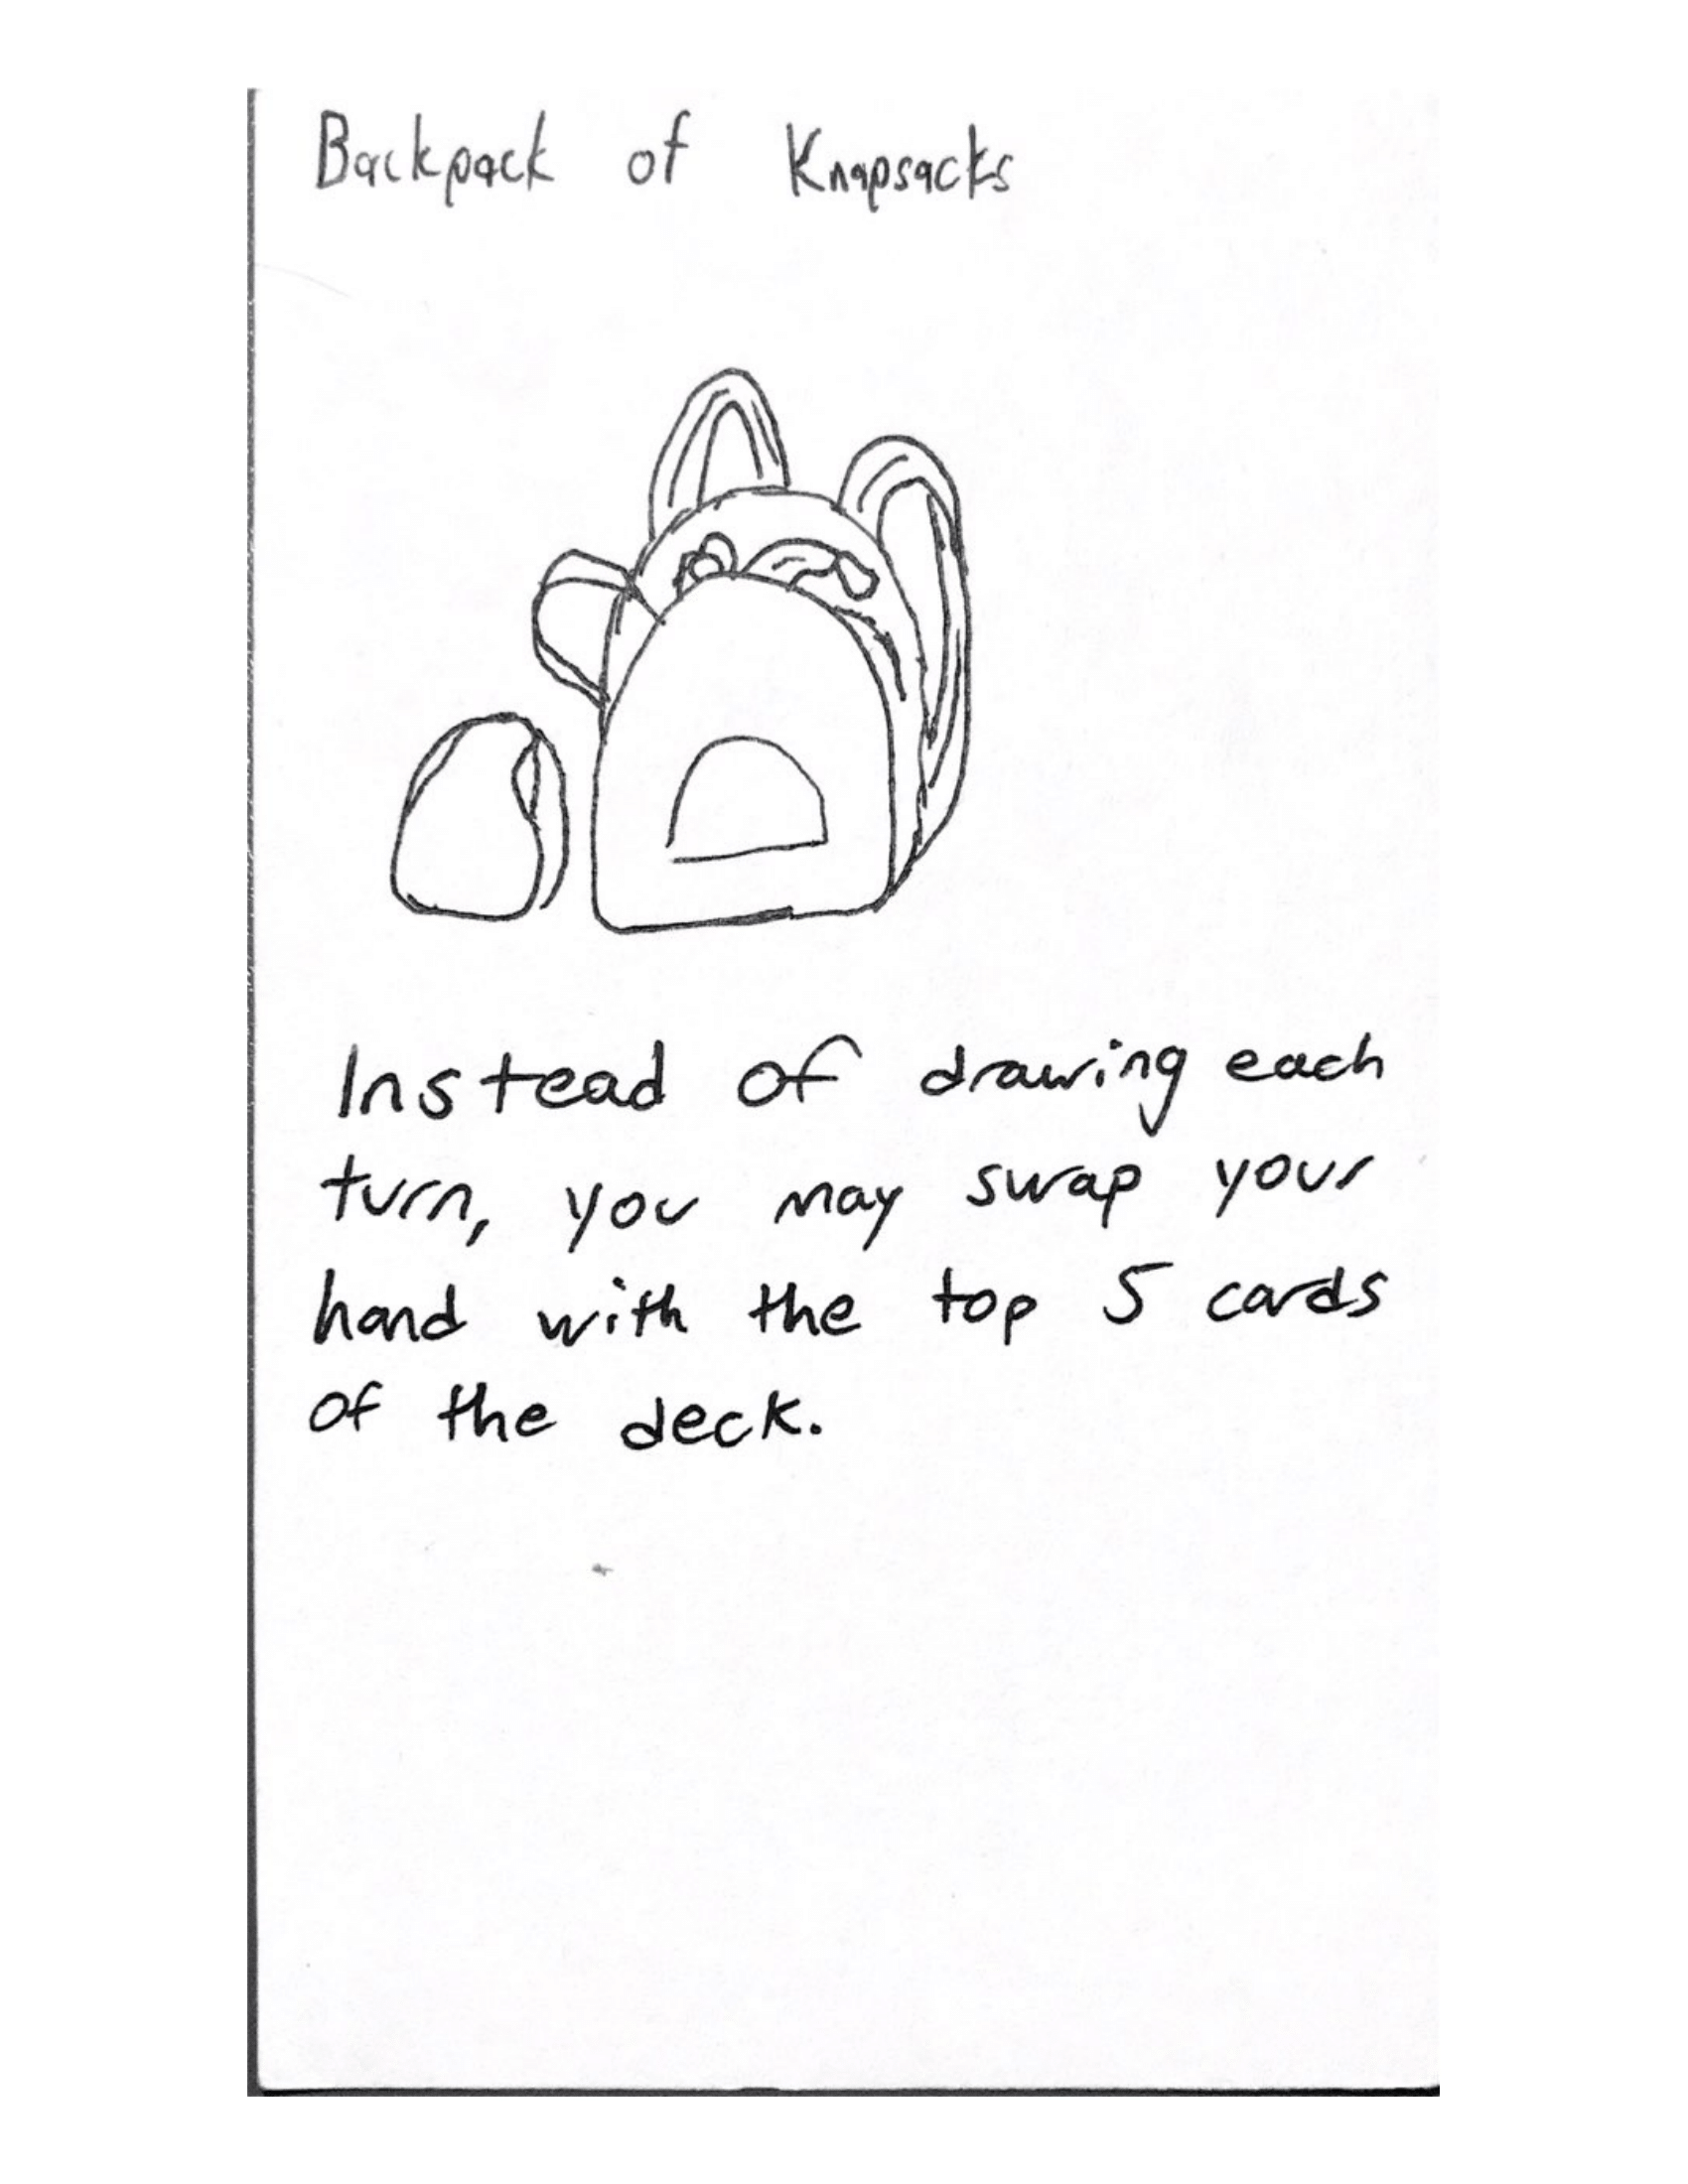 Backpack of Knapsacks
Instead of drawing each
turn, you may swap your
hand with the top 5 cards
of the deck.